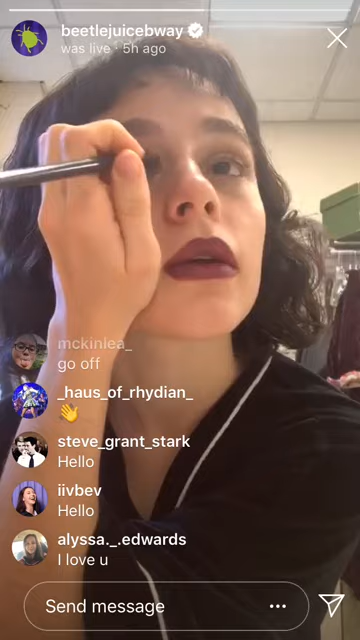 beetlejuicebway
was live · 5h ago
mckinlea_
go off
_haus_of_rhydian_
👋
steve_grant_stark
Hello
iivbev
Hello
alyssa._.edwards
I love u
Send message